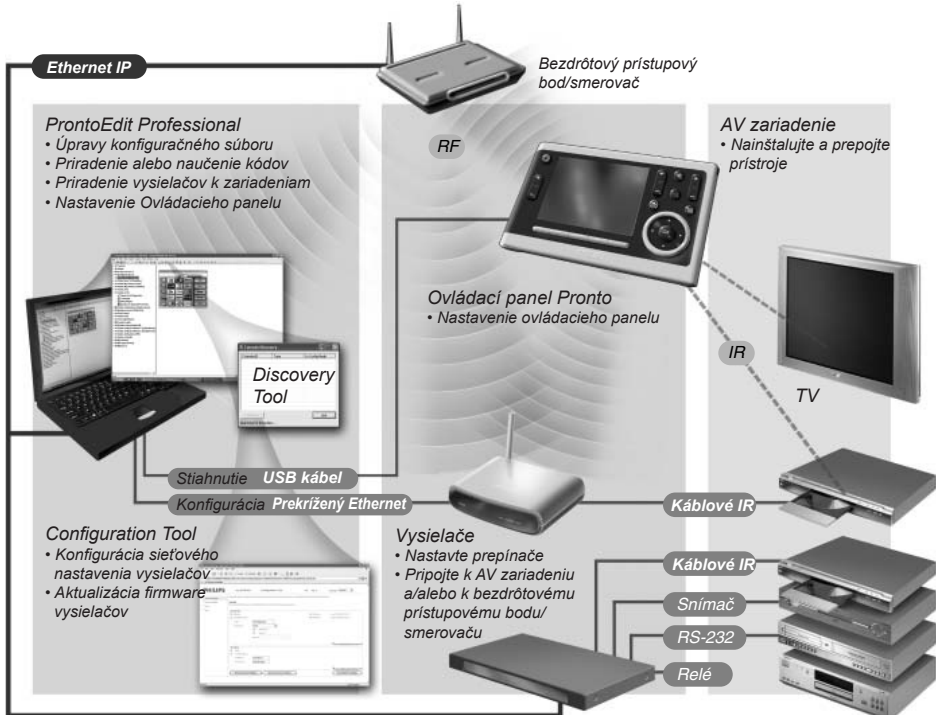 Ethernet IP
Bezdrôtový prístupový
bod/smerovač
ProntoEdit Professional
• Úpravy konfiguračného súboru
• Priradenie alebo naučenie kódov
• Priradenie vysielačov k zariadeniam
• Nastavenie Ovládacieho panelu
RF
AV zariadenie
• Nainštalujte a prepojte
prístroje
Ovládací panel Pronto
• Nastavenie ovládacieho panelu
Discovery
Tool
IR
TV
Stiahnutie USB kábel
Konfigurácia Prekrížený Ethernet
Káblové IR
Configuration Tool
• Konfigurácia sieťového
nastavenia vysielačov
• Aktualizácia firmware
vysielačov
PHILIPS
Vysielače
• Nastavte prepínače
• Pripojte k AV zariadeniu
a/alebo k bezdrôtovému
prístupovému bodu/
smerovaču
Káblové IR
Snímač
RS-232
Relé